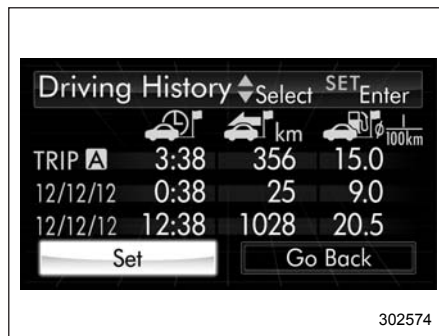 Driving History Select SET Enter
km ø L/100km
TRIP A 3:38 356 15.0
12/12/12 0:38 25 9.0
12/12/12 12:38 1028 20.5
Set Go Back
302574